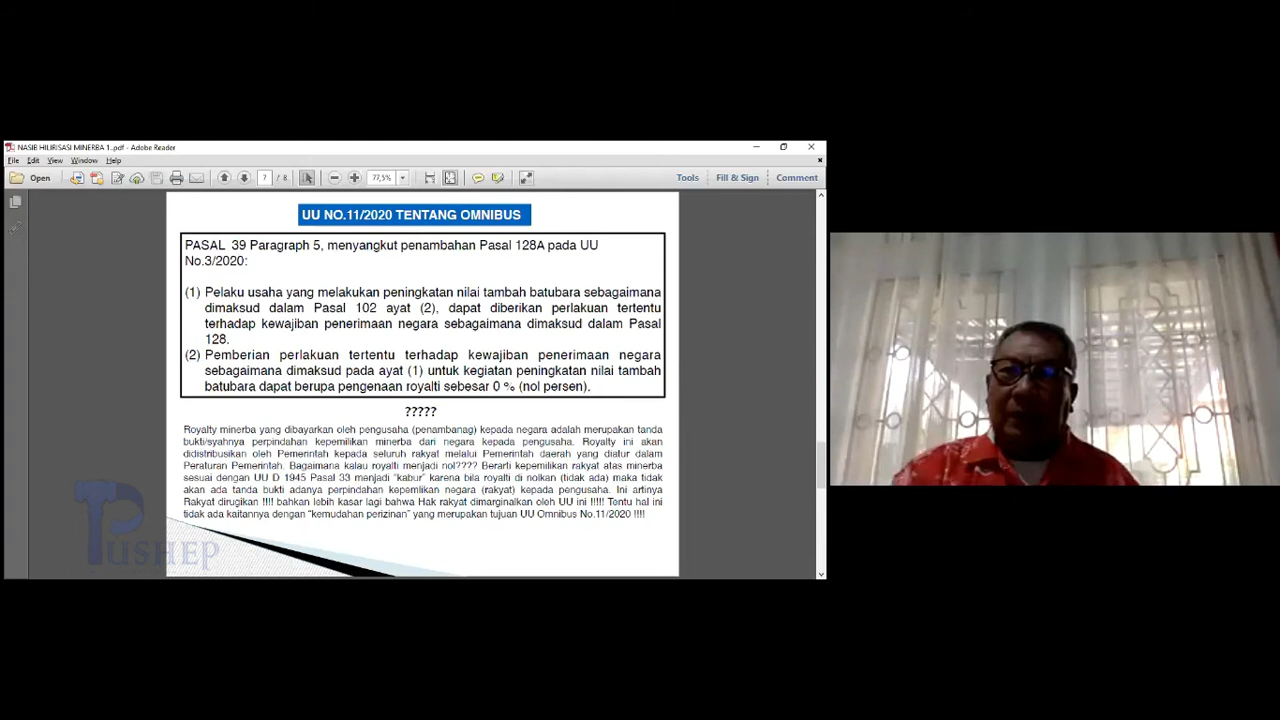 NASIB HILIRISASI MINERBA 1..pdf - Adobe Reader
File Edit View Window Help
Open 7 / 8 77,5% Tools Fill & Sign Comment
UU NO.11/2020 TENTANG OMNIBUS
PASAL 39 Paragraph 5, menyangkut penambahan Pasal 128A pada UU
No.3/2020:
(1) Pelaku usaha yang melakukan peningkatan nilai tambah batubara sebagaimana
dimaksud dalam Pasal 102 ayat (2), dapat diberikan perlakuan tertentu
terhadap kewajiban penerimaan negara sebagaimana dimaksud dalam Pasal
128.
(2) Pemberian perlakuan tertentu terhadap kewajiban penerimaan negara
sebagaimana dimaksud pada ayat (1) untuk kegiatan peningkatan nilai tambah
batubara dapat berupa pengenaan royalti sebesar 0 % (nol persen).
?????
Royalty minerba yang dibayarkan oleh pengusaha (penambanag) kepada negara adalah merupakan tanda
bukti/syahnya perpindahan kepemilikan minerba dari negara kepada pengusaha. Royalty ini akan
didistribusikan oleh Pemerintah kepada seluruh rakyat melalui Pemerintah daerah yang diatur dalam
Peraturan Pemerintah. Bagaimana kalau royalti menjadi nol???? Berarti kepemilikan rakyat atas minerba
sesuai dengan UU D 1945 Pasal 33 menjadi “kabur” karena bila royalti di nolkan (tidak ada) maka tidak
akan ada tanda bukti adanya perpindahan kepemlikan negara (rakyat) kepada pengusaha. Ini artinya
Rakyat dirugikan !!!! bahkan lebih kasar lagi bahwa Hak rakyat dimarginalkan oleh UU ini !!!!! Tentu hal ini
tidak ada kaitannya dengan “kemudahan perizinan” yang merupakan tujuan UU Omnibus No.11/2020 !!!!
PUSHEP